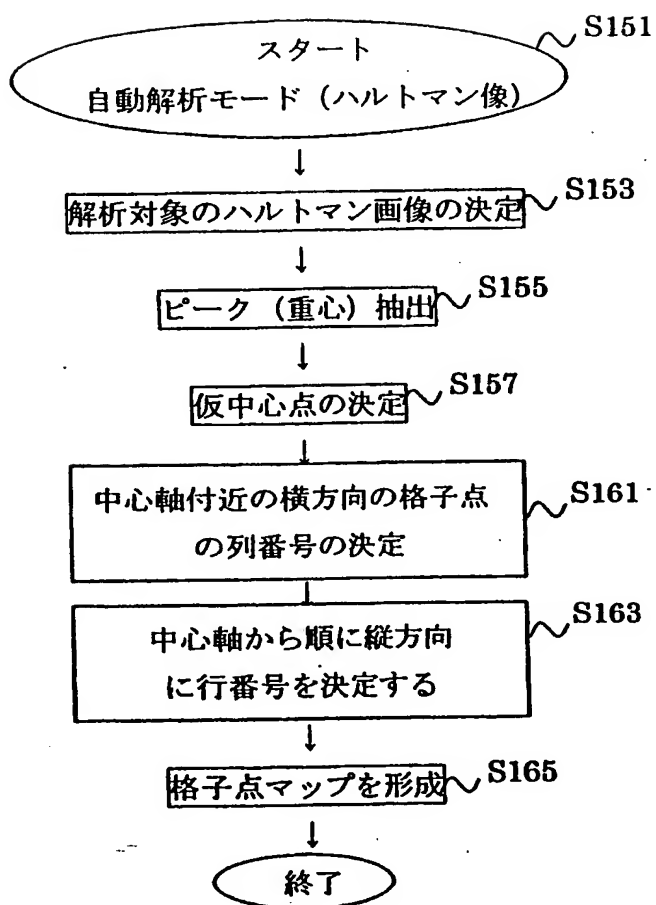 S151
スタート
自動解析モード（ハルトマン像）
↓
解析対象のハルトマン画像の決定
S153
↓
ピーク（重心）抽出
S155
↓
仮中心点の決定
S157
↓
中心軸付近の横方向の格子点
の列番号の決定
S161
↓
中心軸から順に縦方向
に行番号を決定する
S163
↓
格子点マップを形成
S165
↓
終了